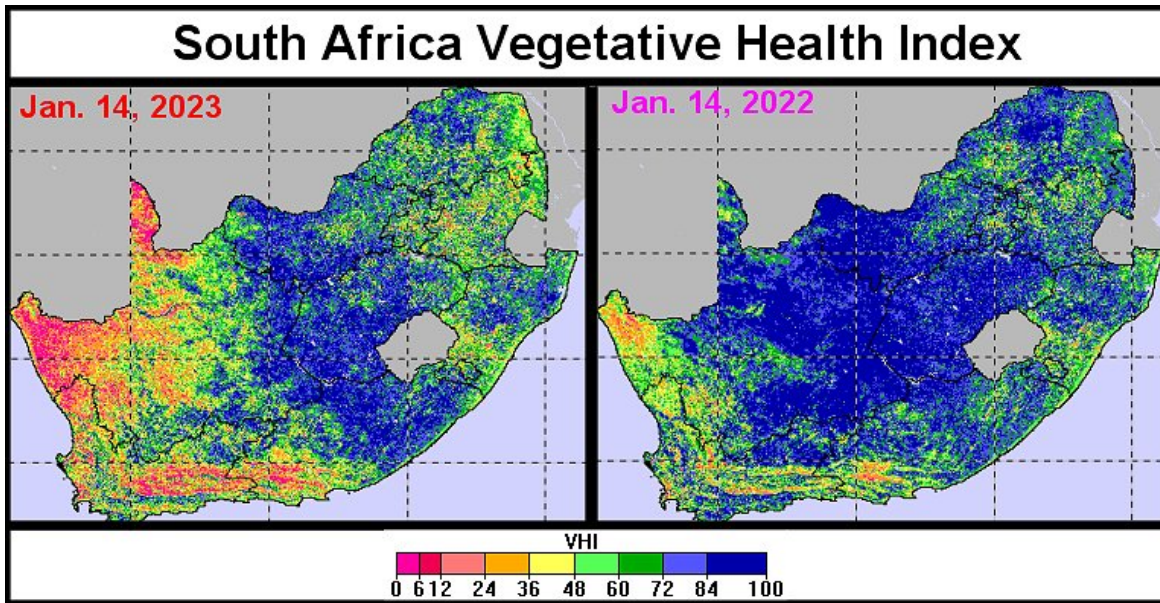 South Africa Vegetative Health Index
Jan. 14, 2023
Jan. 14, 2022
VHI
0 6 12 24 36 48 60 72 84 100